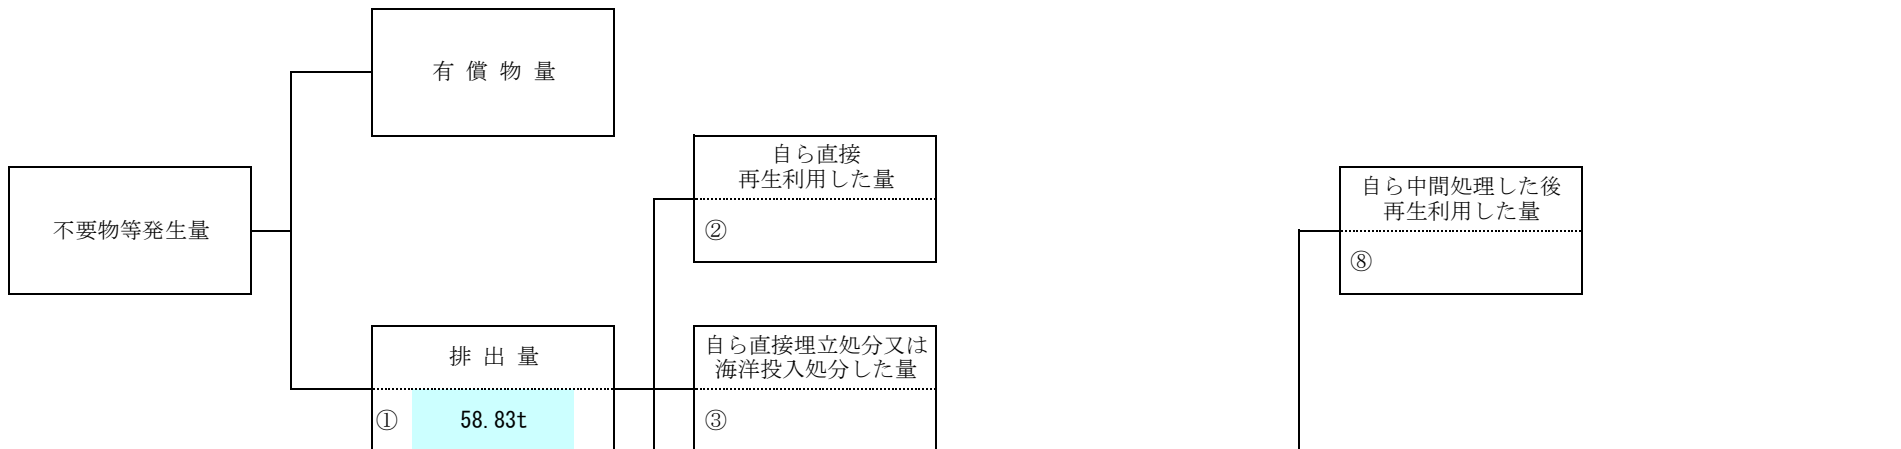 有 償 物 量
自ら直接
再生利用した量
②
自ら中間処理した後
再生利用した量
⑧
不要物等発生量
排 出 量
① 58.83t
自ら直接埋立処分又は
海洋投入処分した量
③